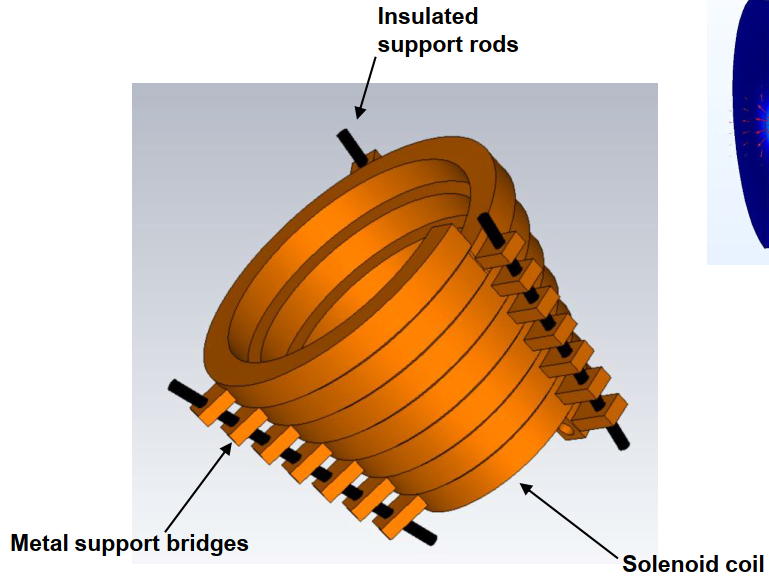 Insulated
support rods
Metal support bridges
Solenoid coil